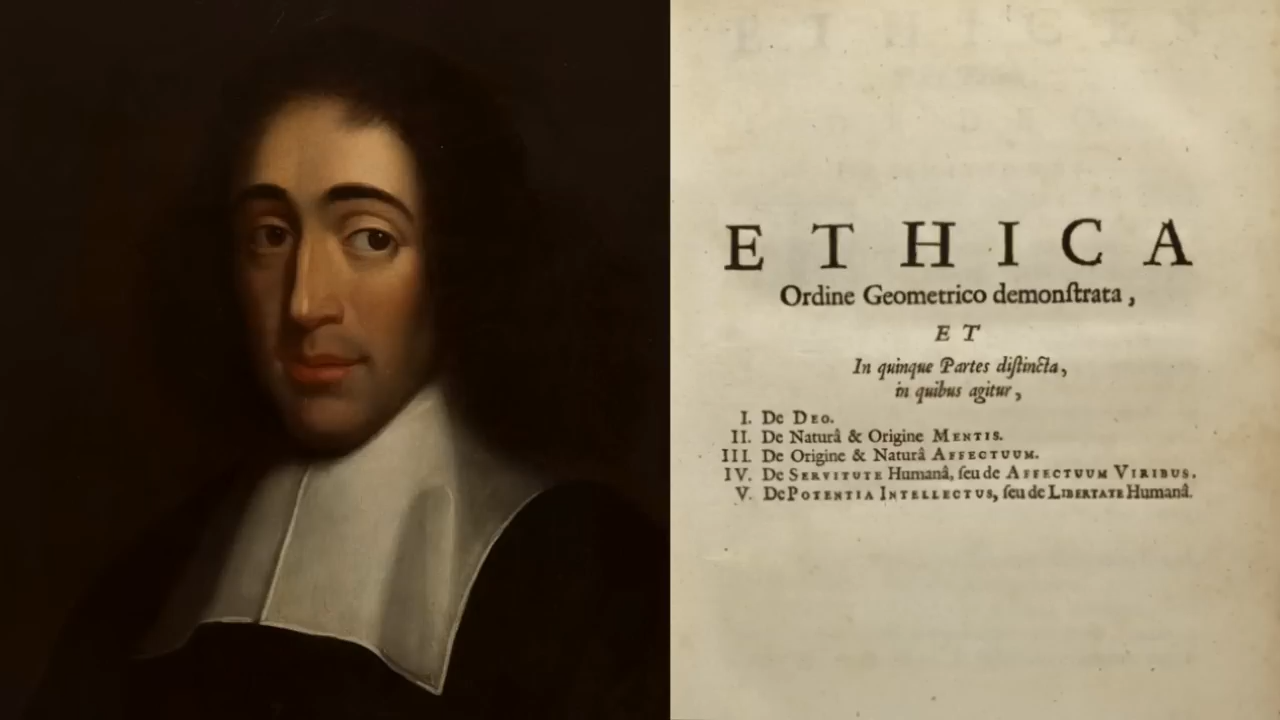 ETHICA
Ordine Geometrico demonſtrata,
ET
In quinque Partes diſtincta,
in quibus agitur,
I. De DEO.
II. De Naturâ & Origine MENTIS.
III. De Origine & Naturâ AFFECTUUM.
IV. De SERVITUTE Humanâ, ſeu de AFFECTUUM VIRIBUS.
V. De POTENTIA INTELLECTUS, ſeu de LIBERTATE Humanâ.